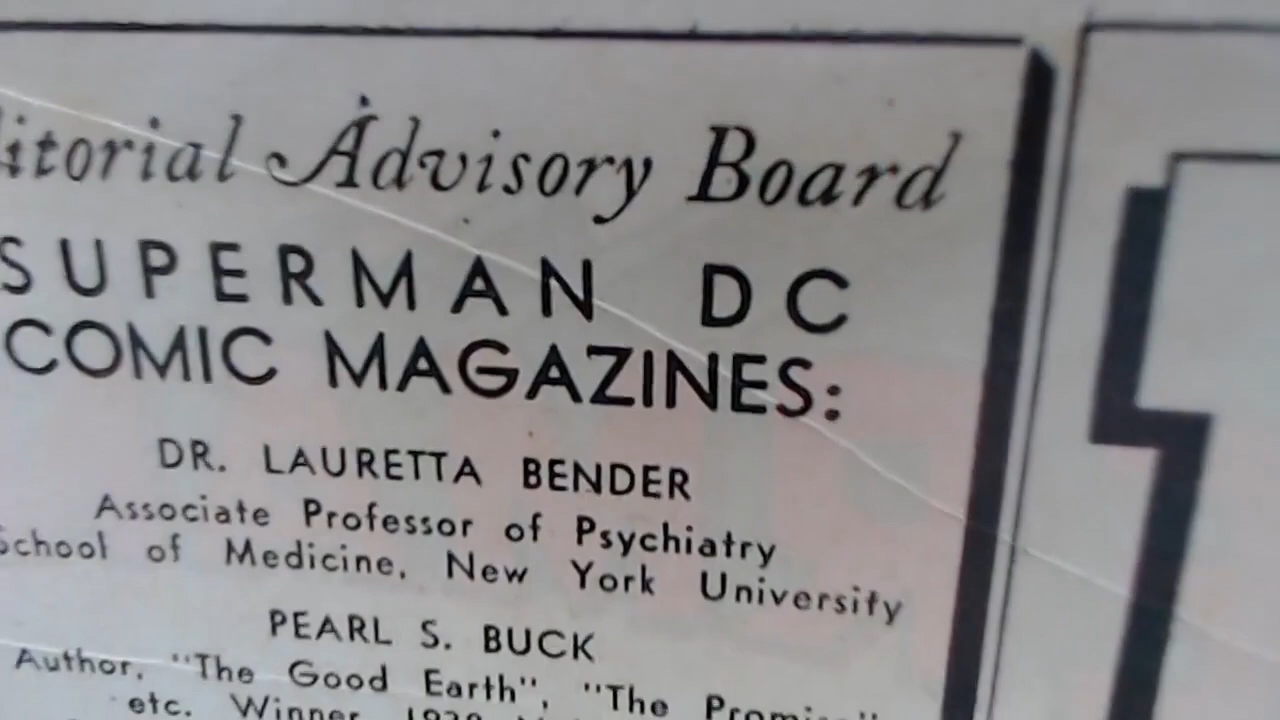 itorial Advisory Board
SUPERMAN DC
COMIC MAGAZINES:
DR. LAURETTA BENDER
Associate Professor of Psychiatry
School of Medicine, New York University
PEARL S. BUCK
Author, "The Good Earth", "The Promise"
etc. Winner